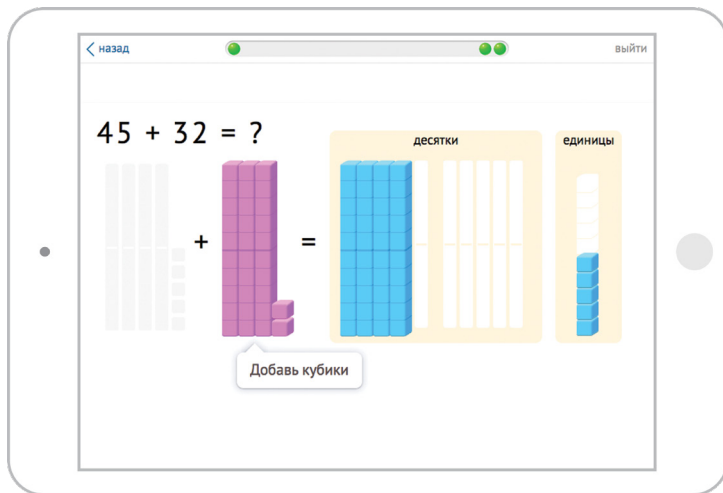 назад
выйти
45 + 32 = ?
десятки
единицы
+
=
Добавь кубики